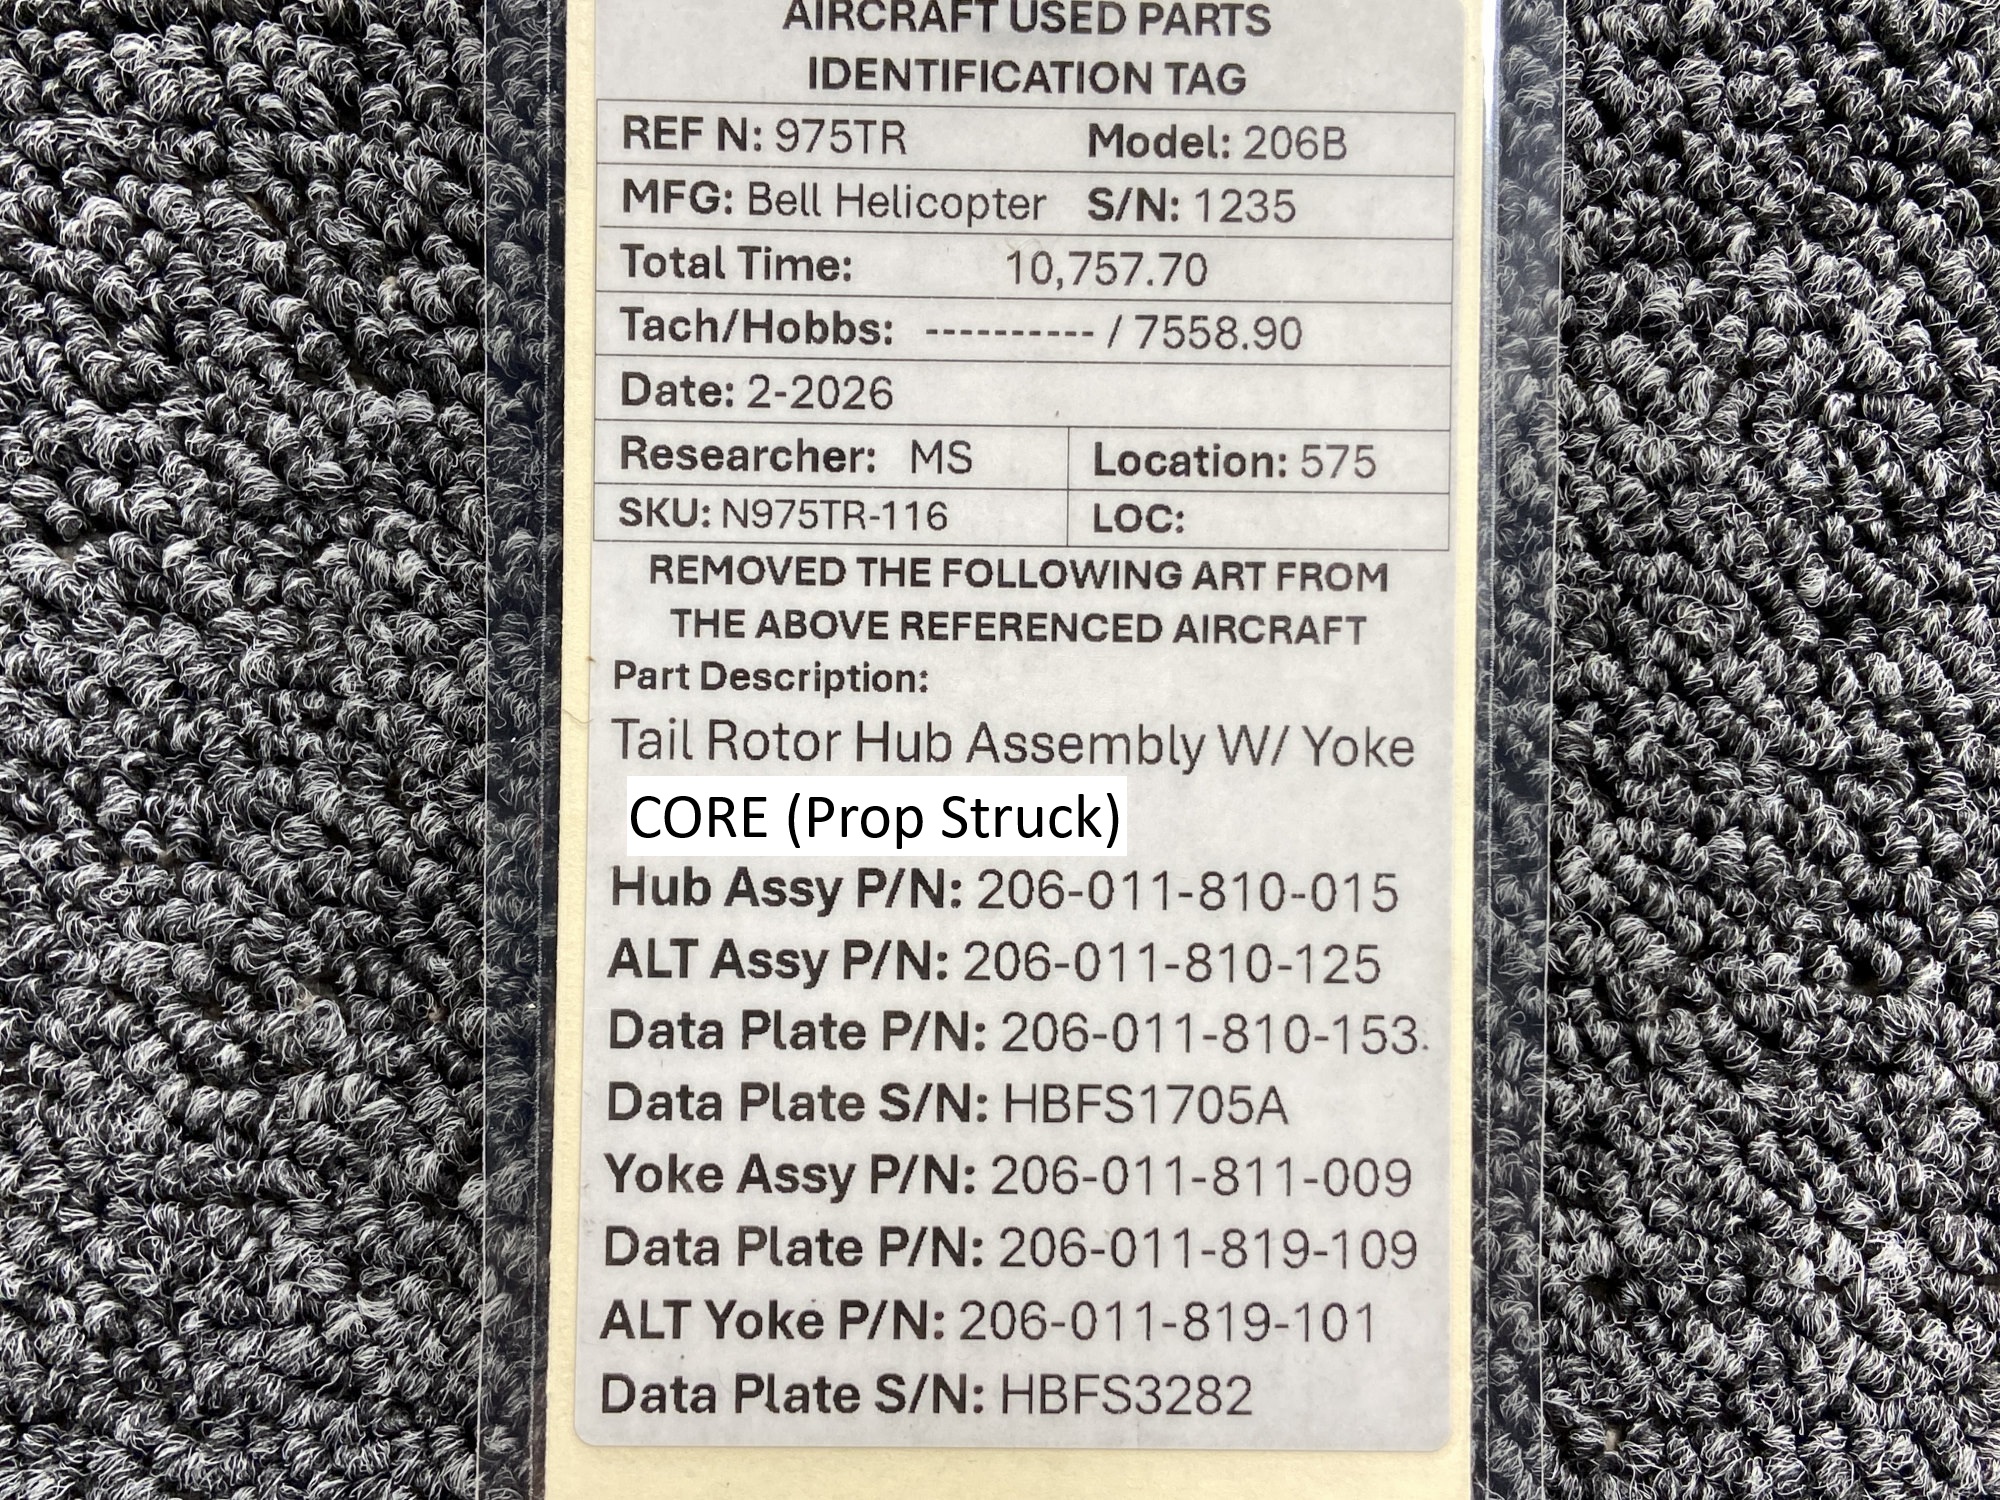 AIRCRAFT USED PARTS
IDENTIFICATION TAG
REF N: 975TR Model: 206B
MFG: Bell Helicopter S/N: 1235
Total Time: 10,757.70
Tach/Hobbs: ---------- / 7558.90
Date: 2-2026
Researcher: MS Location: 575
SKU: N975TR-116 LOC:
REMOVED THE FOLLOWING ART FROM
THE ABOVE REFERENCED AIRCRAFT
Part Description:
Tail Rotor Hub Assembly W/ Yoke
CORE (Prop Struck)
Hub Assy P/N: 206-011-810-015
ALT Assy P/N: 206-011-810-125
Data Plate P/N: 206-011-810-153.
Data Plate S/N: HBFS1705A
Yoke Assy P/N: 206-011-811-009
Data Plate P/N: 206-011-819-109
ALT Yoke P/N: 206-011-819-101
Data Plate S/N: HBFS3282